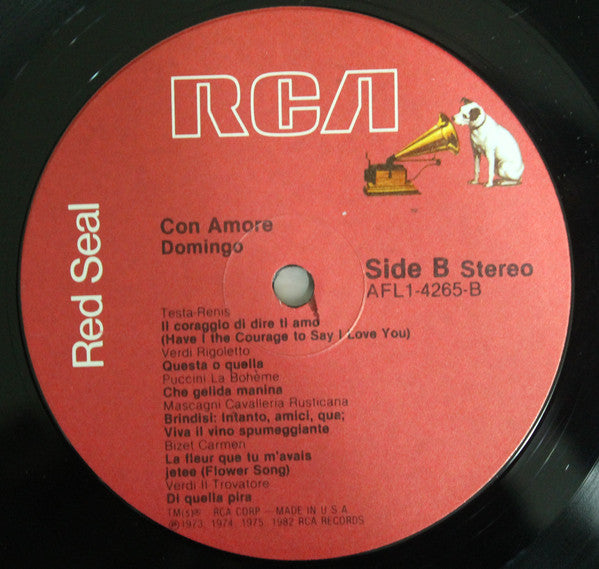 RCA
Red Seal
Con Amore
Domingo
Side B Stereo
AFL1-4265-B
Testa-Renis
Il coraggio di dire ti amo
(Have I the Courage to Say I Love You)
Verdi Rigoletto
Questa o quella
Puccini La Bohème
Che gelida manina
Mascagni Cavalleria Rusticana
Brindisi: Intanto, amici, qua;
Viva il vino spumeggiante
Bizet Carmen
La fleur que tu m'avais
jetee (Flower Song)
Verdi Il Trovatore
Di quella pira
TM(s)® RCA CORP — MADE IN U.S.A.
℗1973, 1974, 1975, 1982 RCA RECORDS